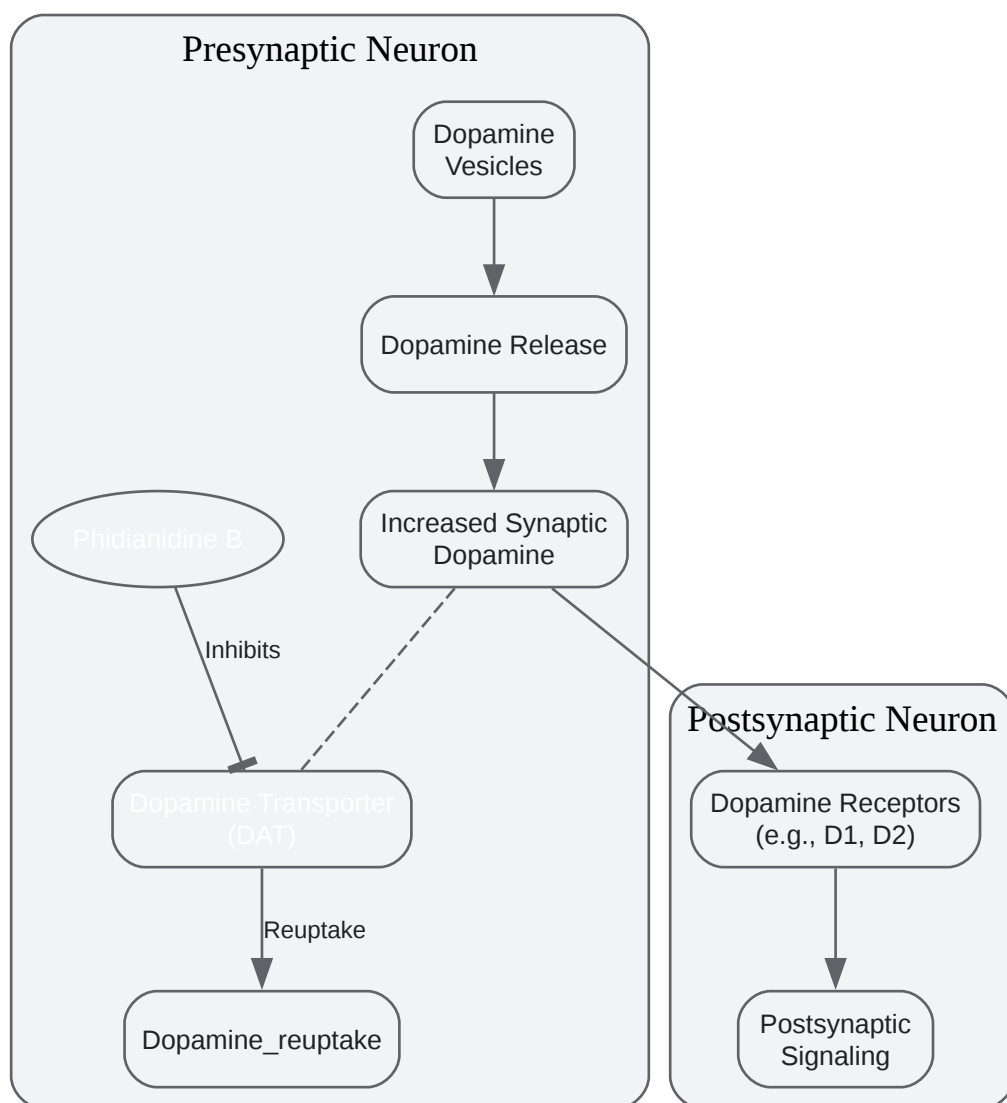 Presynaptic Neuron
Dopamine
Vesicles
Dopamine Release
Increased Synaptic
Dopamine
Phidianidine B
Inhibits
Dopamine Transporter
(DAT)
Reuptake
Dopamine_reuptake
Postsynaptic Neuron
Dopamine Receptors
(e.g., D1, D2)
Postsynaptic
Signaling